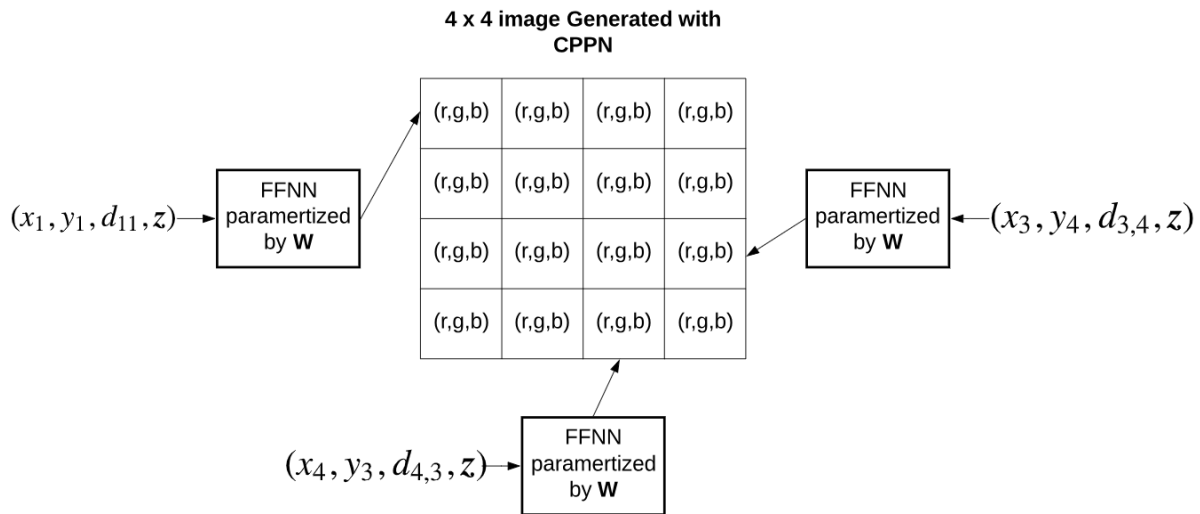 4 x 4 image Generated with
CPPN
(r,g,b) (r,g,b) (r,g,b) (r,g,b)
(r,g,b) (r,g,b) (r,g,b) (r,g,b)
(r,g,b) (r,g,b) (r,g,b) (r,g,b)
(r,g,b) (r,g,b) (r,g,b) (r,g,b)
(x₁, y₁, d₁₁, z)
FFNN
paramertized
by W
FFNN
paramertized
by W
(x₃, y₄, d₃,₄, z)
(x₄, y₃, d₄,₃, z)
FFNN
paramertized
by W